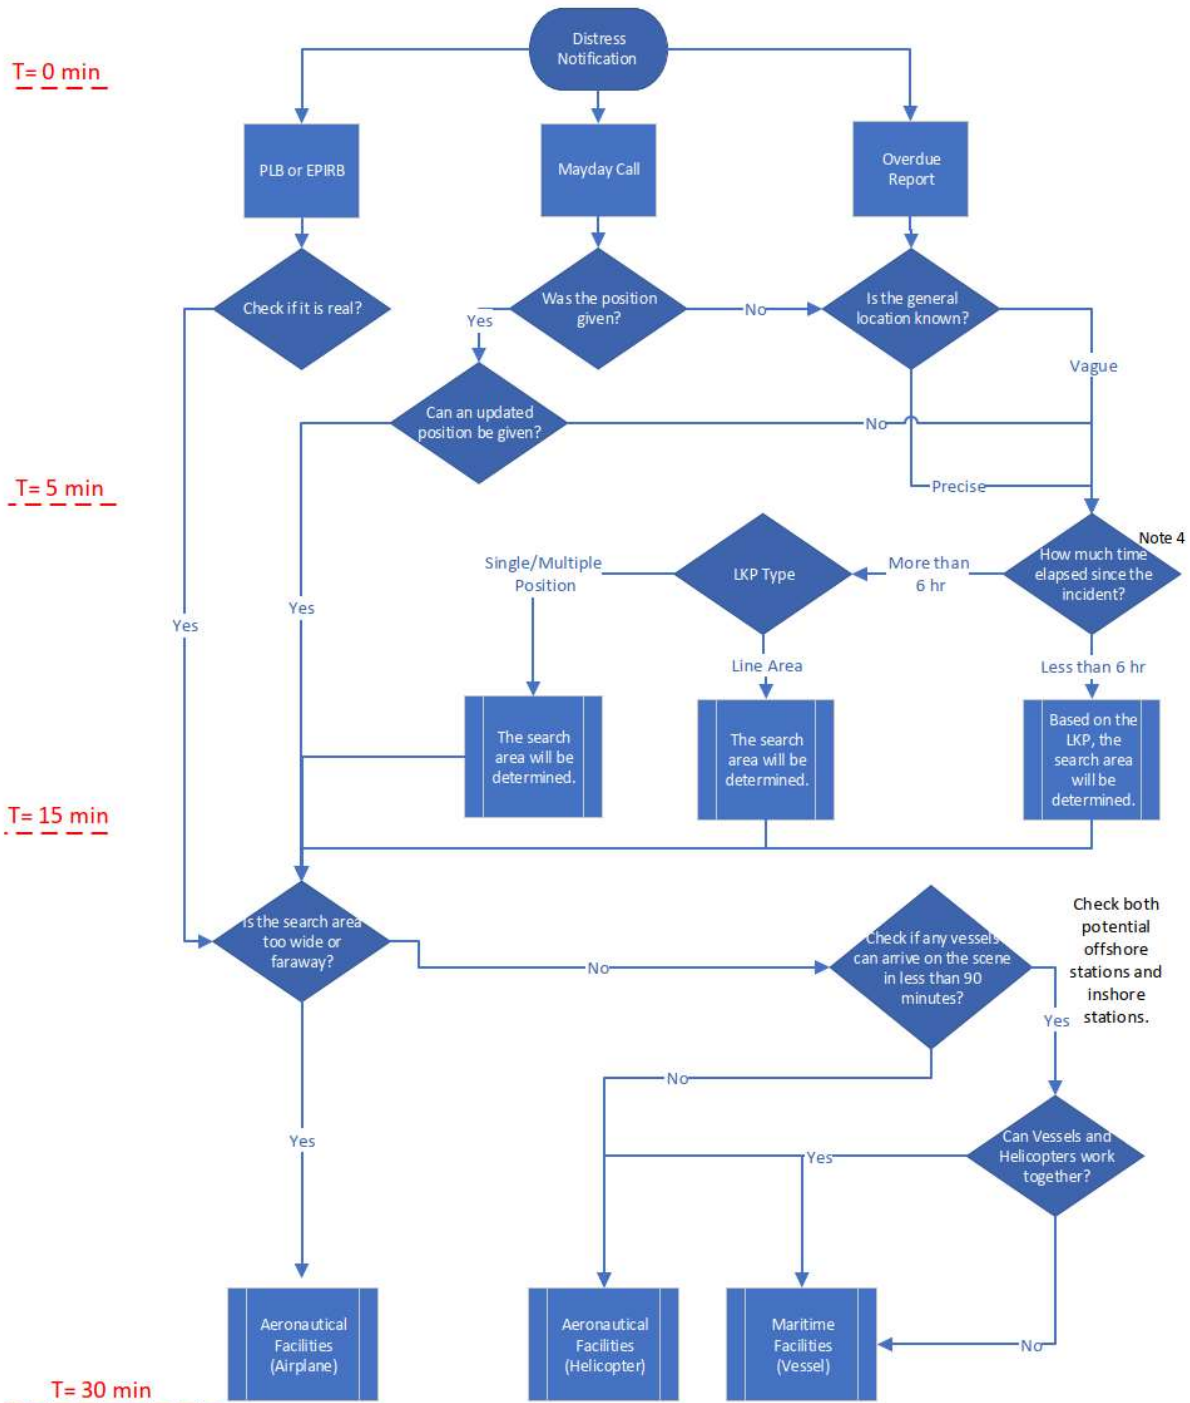 Distress
Notification
T= 0 min
PLB or EPIRB
Mayday Call
Overdue
Report
Check if it is real?
Was the position
given?
No
Is the general
location known?
Yes
Vague
Can an updated
position be given?
No
T= 5 min
Precise
Note 4
How much time
elapsed since the
incident?
More than
6 hr
LKP Type
Single/Multiple
Position
Yes
Yes
Line Area
Less than 6 hr
The search
area will be
determined.
The search
area will be
determined.
Based on the
LKP, the
search area
will be
determined.
T= 15 min
Is the search area
too wide or
faraway?
No
Check if any vessels
can arrive on the scene
in less than 90
minutes?
Check both
potential
offshore
stations and
inshore
stations.
Yes
No
Yes
Can Vessels and
Helicopters work
together?
Yes
Aeronautical
Facilities
(Airplane)
Aeronautical
Facilities
(Helicopter)
Maritime
Facilities
(Vessel)
No
T= 30 min